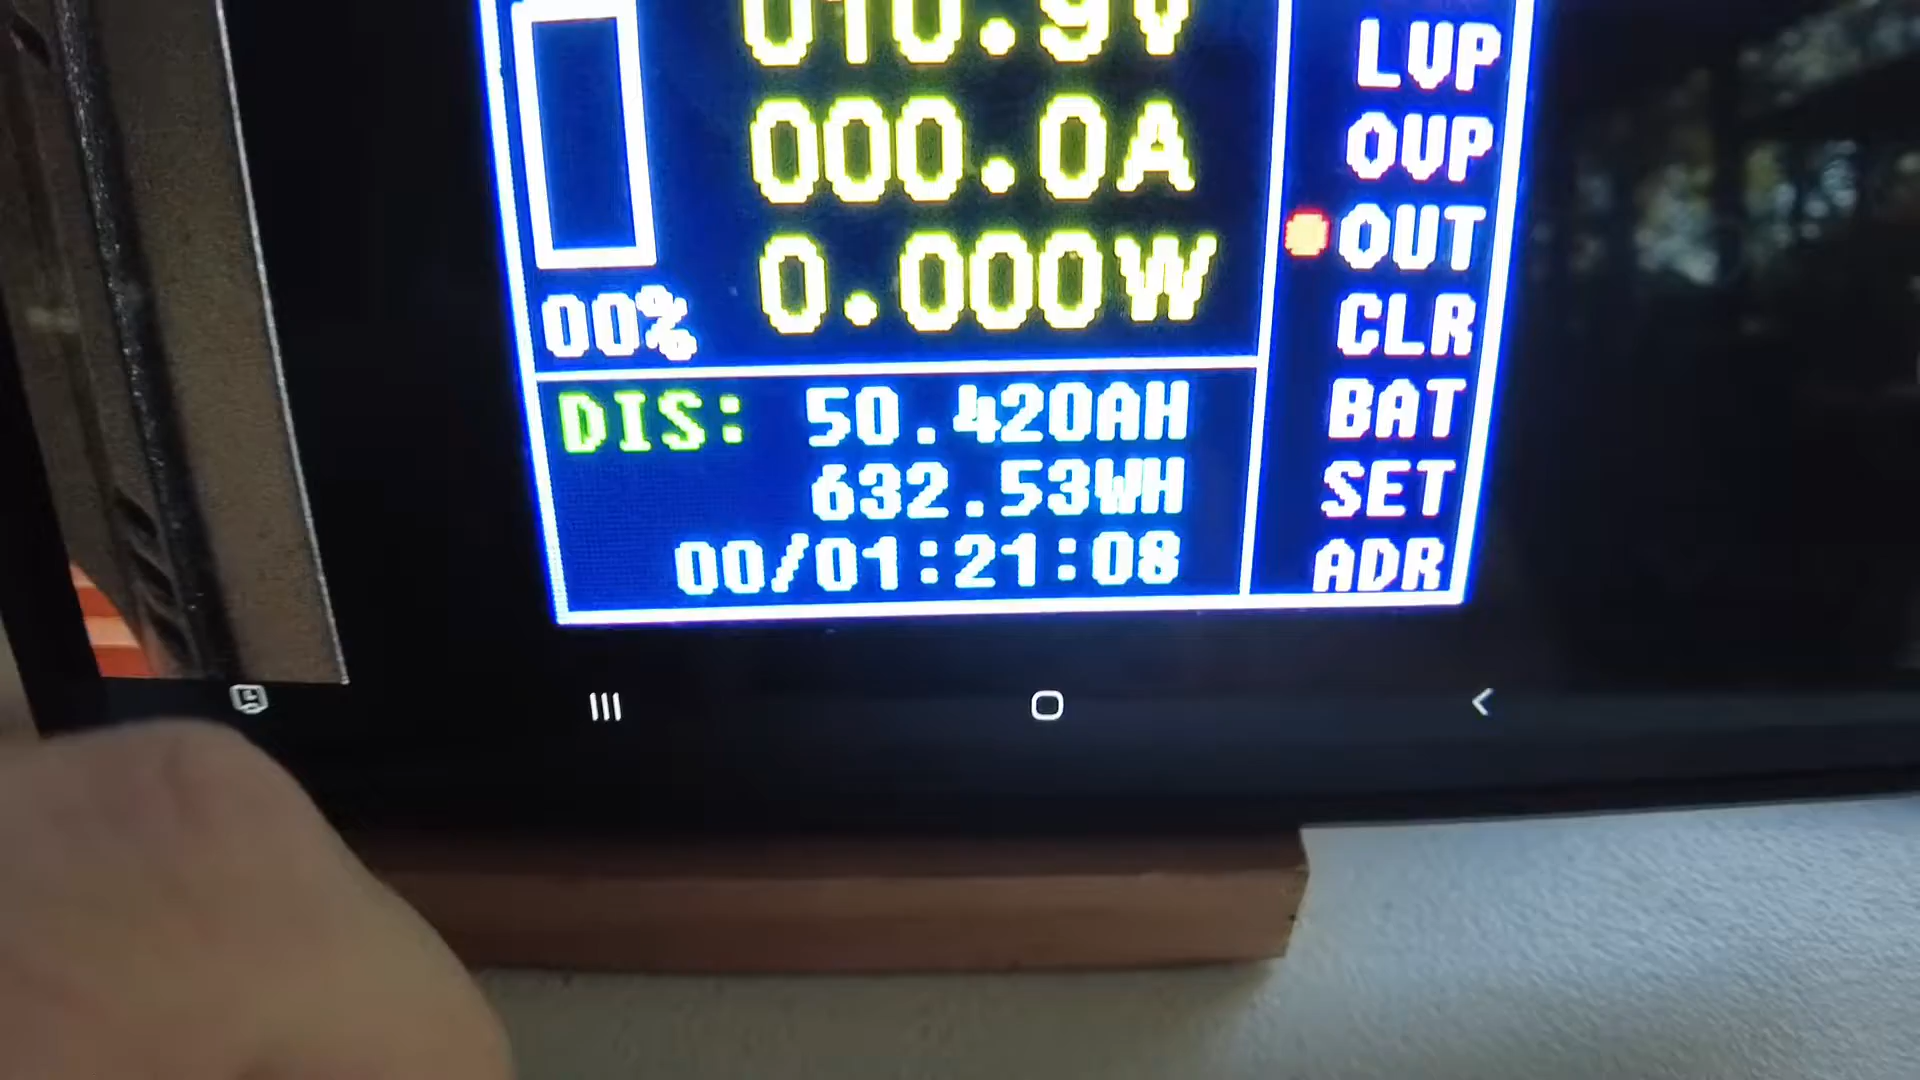 010.9V
000.0A
0.000W
00%
DIS: 50.420AH
632.53WH
00/01:21:08
LVP
OVP
OUT
CLR
BAT
SET
ADR